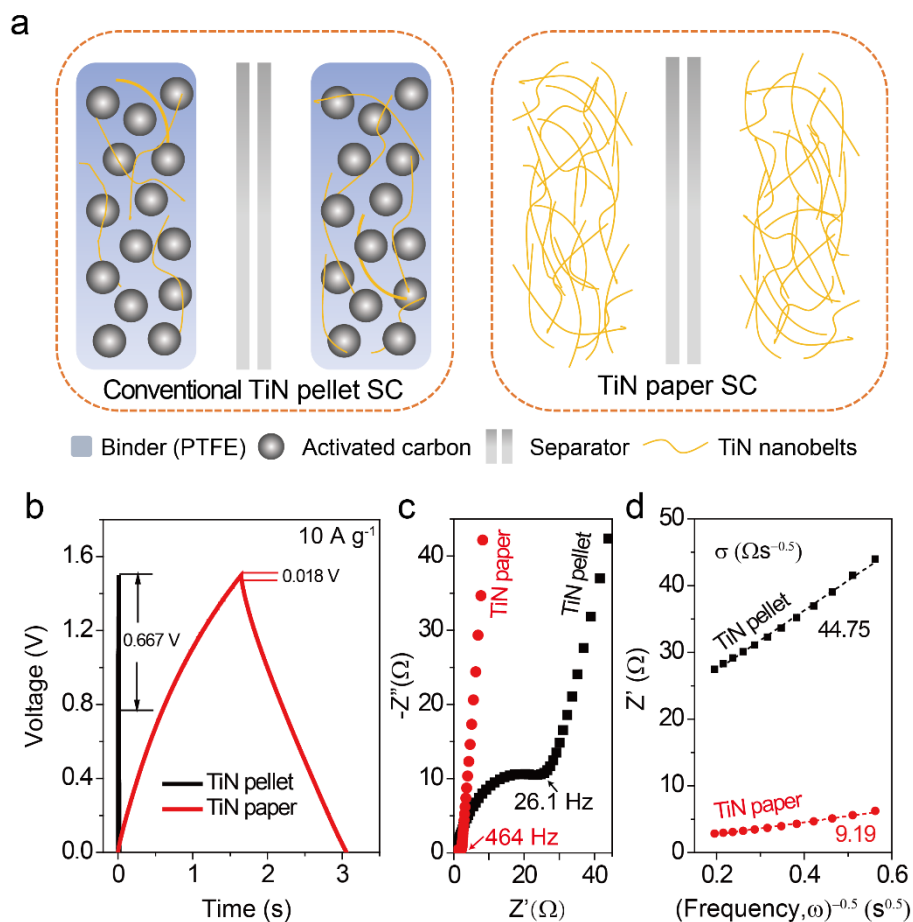 a
Conventional TiN pellet SC
TiN paper SC
Binder (PTFE)
Activated carbon
Separator
TiN nanobelts
b
10 A g⁻¹
1.6
1.2
0.8
0.4
0.0
Voltage (V)
0.018 V
0.667 V
TiN pellet
TiN paper
0
1
2
3
Time (s)
c
40
30
20
10
0
-Z"(Ω)
TiN paper
TiN pellet
26.1 Hz
464 Hz
0
20
40
Z'(Ω)
d
50
40
30
20
10
0
Z' (Ω)
σ (Ωs⁻⁰·⁵)
TiN pellet
44.75
TiN paper
9.19
0.2
0.4
0.6
(Frequency,ω)⁻⁰·⁵ (s⁰·⁵)